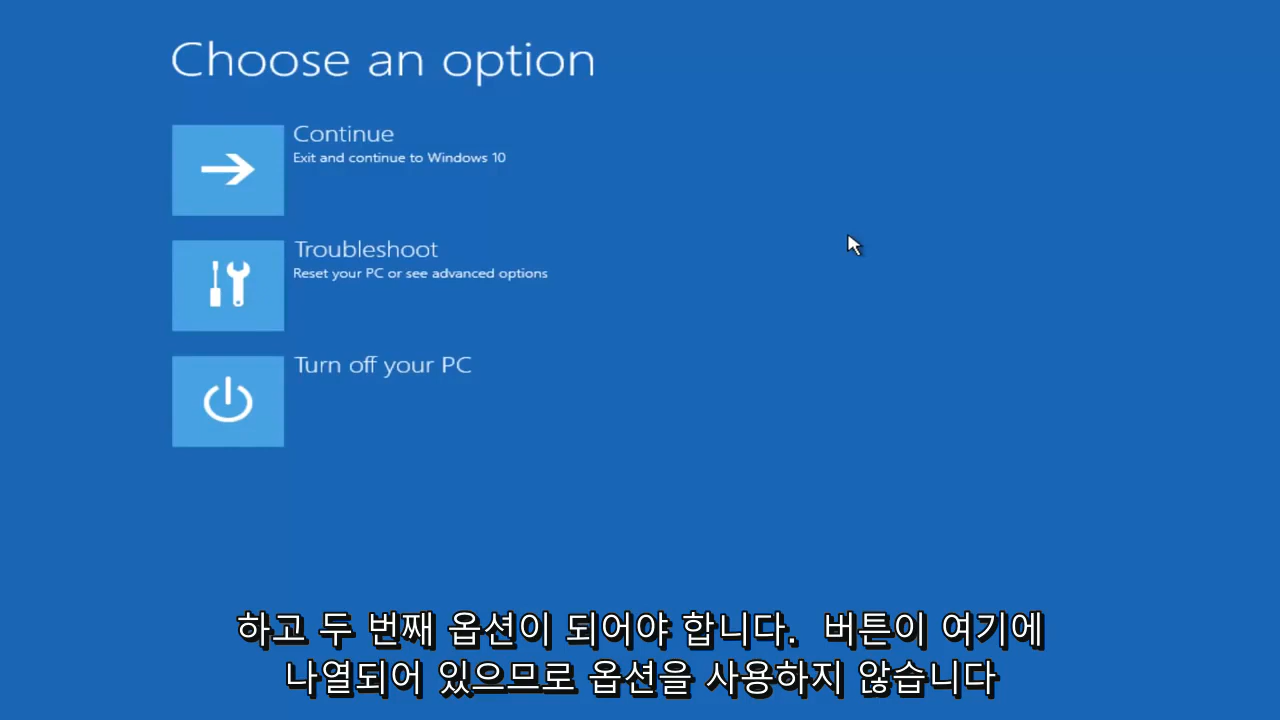 Choose an option
Continue
Exit and continue to Windows 10
Troubleshoot
Reset your PC or see advanced options
Turn off your PC
하고 두 번째 옵션이 되어야 합니다. 버튼이 여기에
나열되어 있으므로 옵션을 사용하지 않습니다